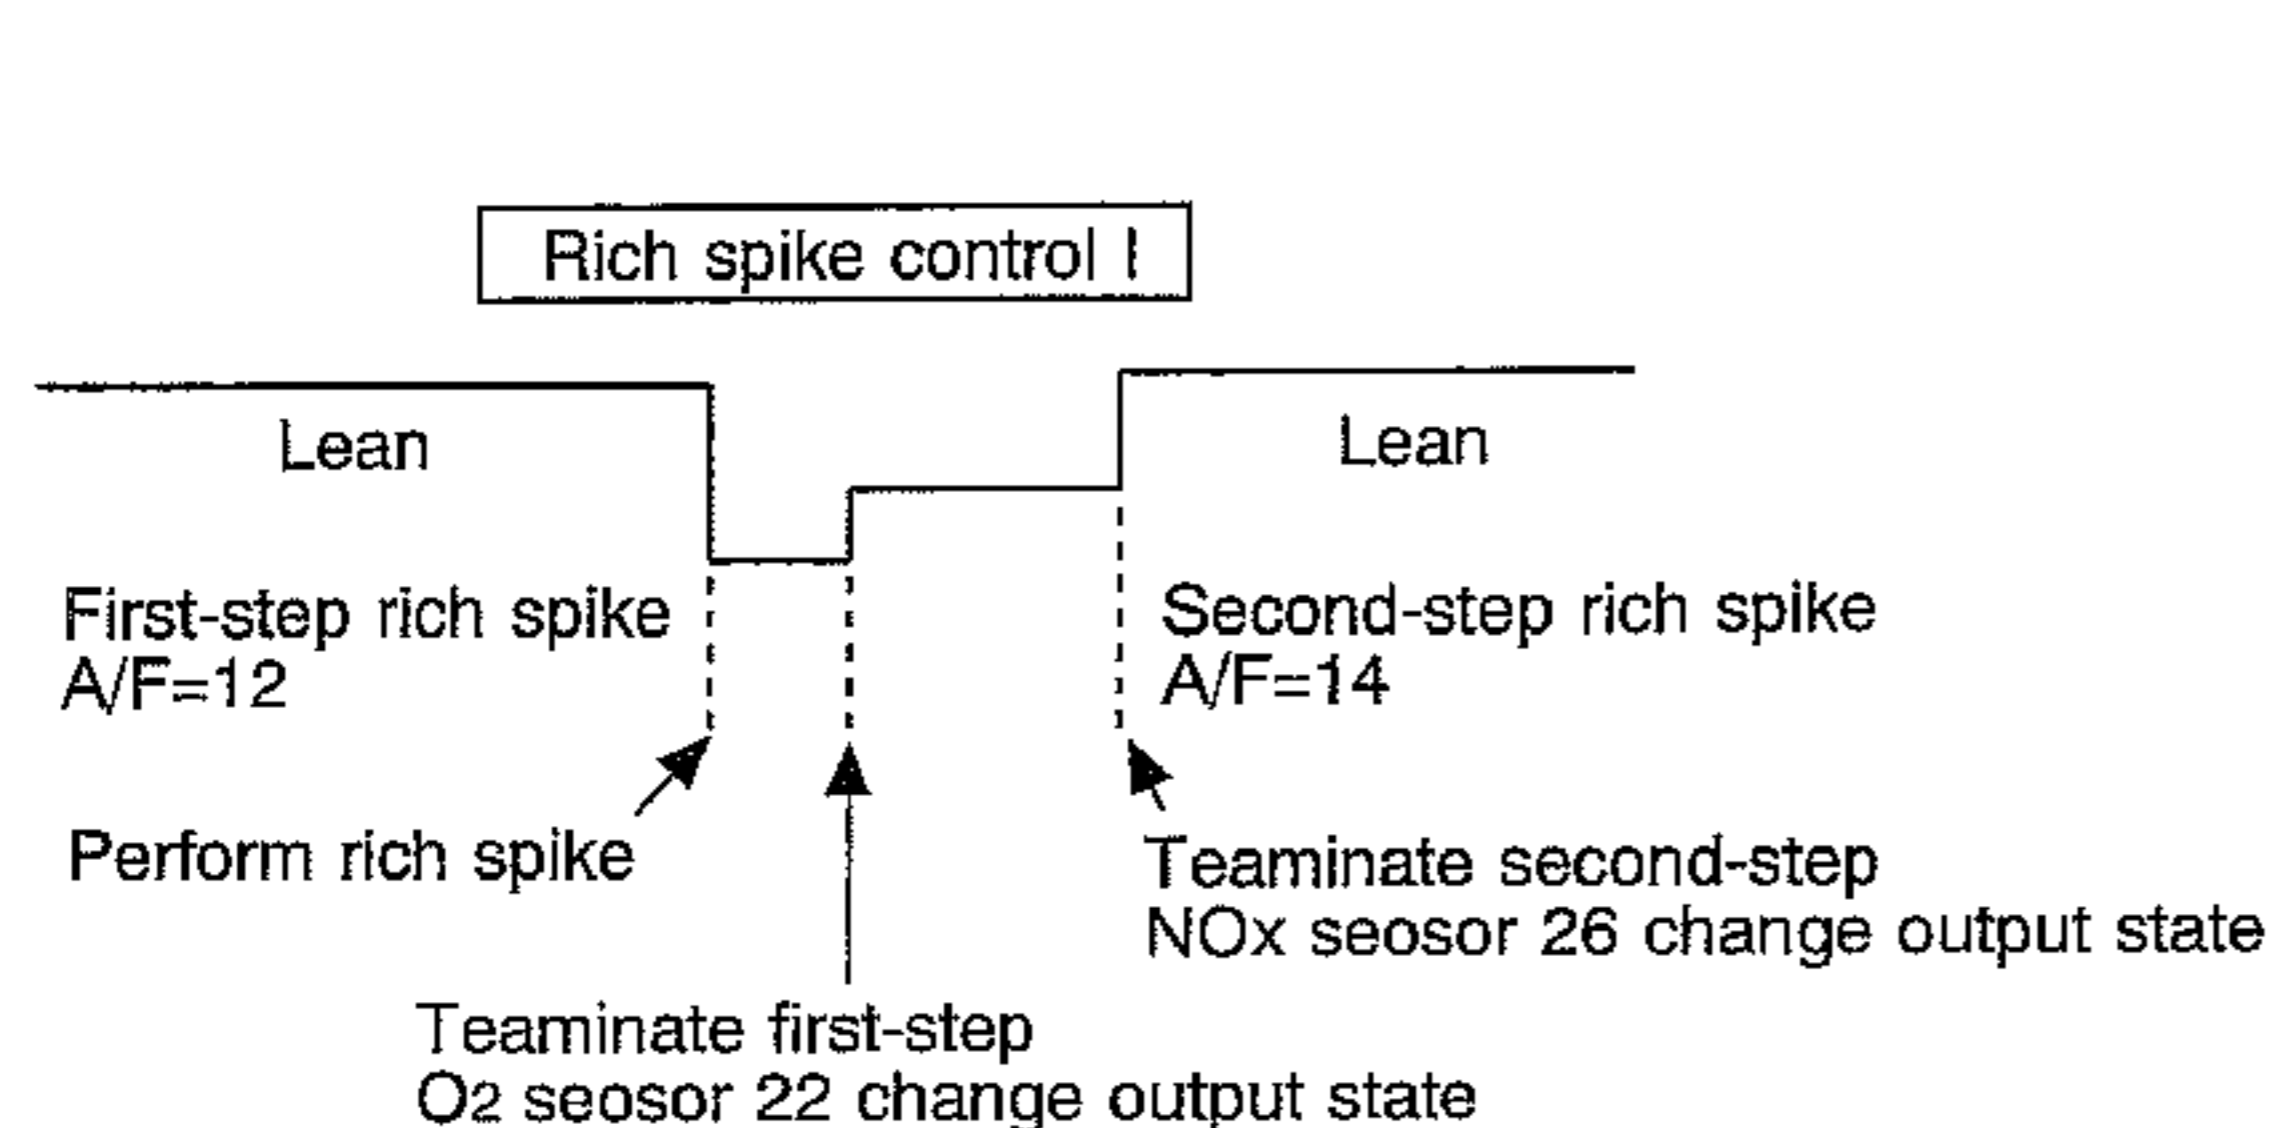 Rich spike control I
Lean
Lean
First-step rich spike
A/F=12
Second-step rich spike
A/F=14
Perform rich spike
Teaminate second-step
NOx seosor 26 change output state
Teaminate first-step
O2 seosor 22 change output state